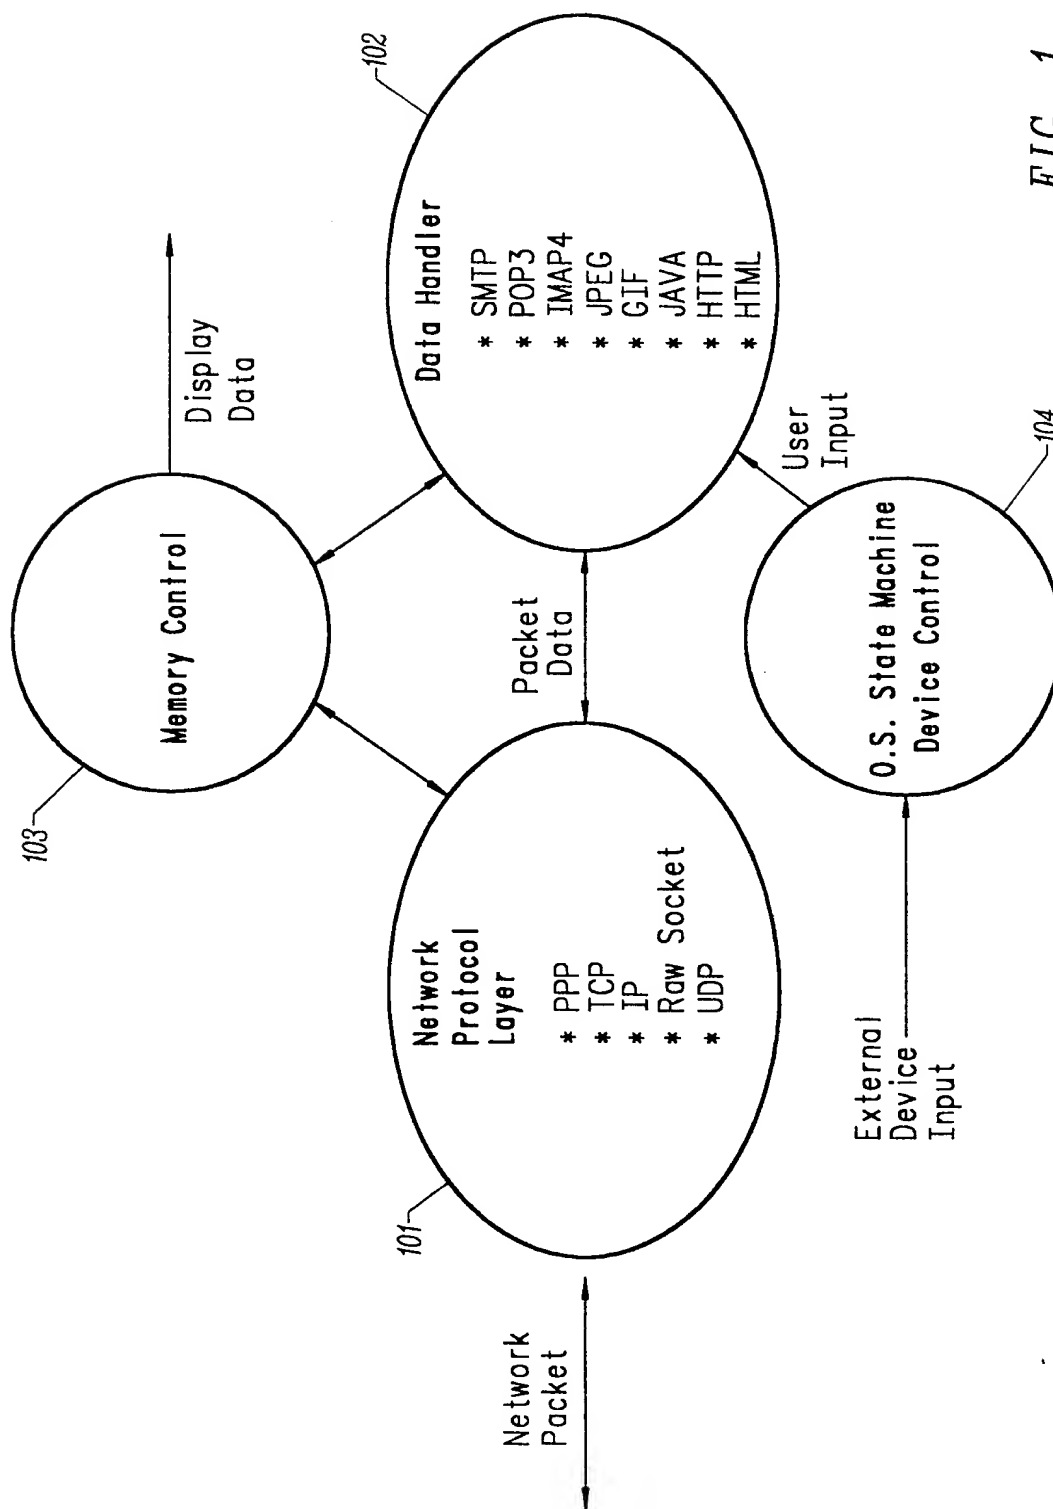 103
Memory Control
Display
Data
102
Data Handler
* SMTP
* POP3
* IMAP4
* JPEG
* GIF
* JAVA
* HTTP
* HTML
101
Network
Protocol
Layer
* PPP
* TCP
* IP
* Raw Socket
* UDP
Network
Packet
Packet
Data
User
Input
External
Device
Input
O.S. State Machine
Device Control
104
FIG. 1